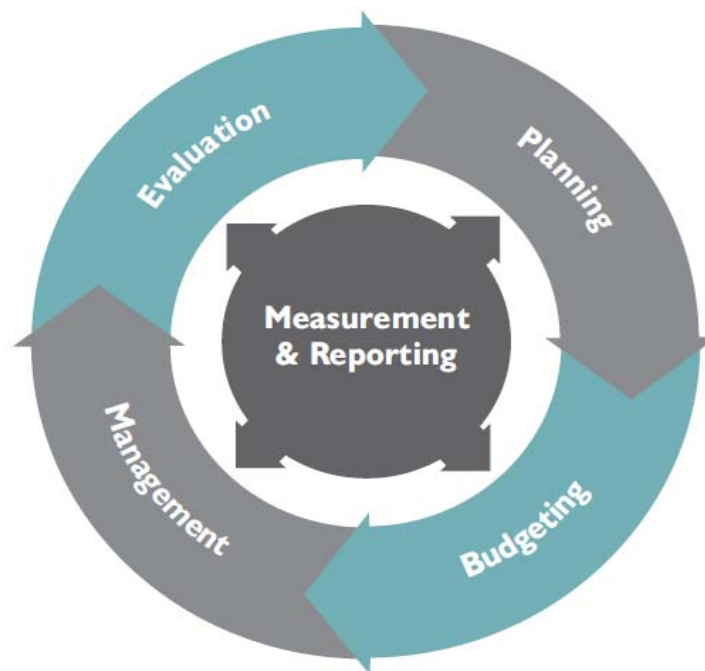 Evaluation
Planning
Measurement
& Reporting
Management
Budgeting